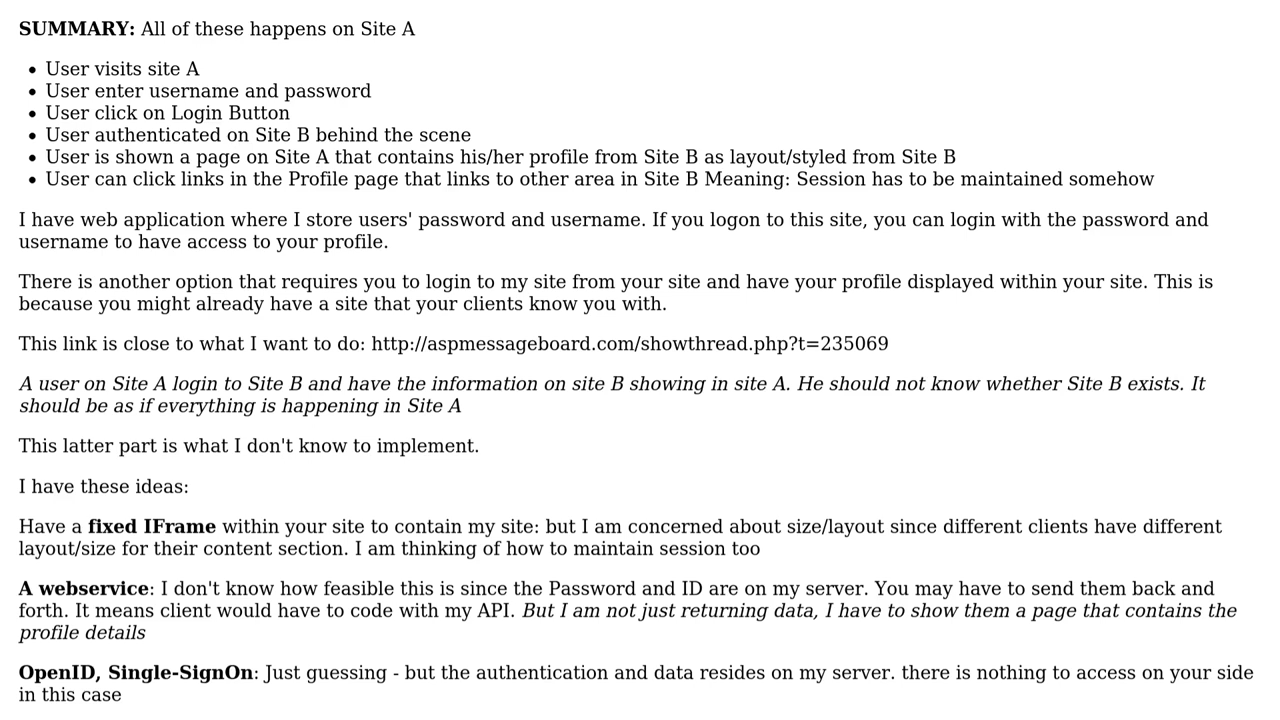 SUMMARY: All of these happens on Site A
User visits site A
User enter username and password
User click on Login Button
User authenticated on Site B behind the scene
User is shown a page on Site A that contains his/her profile from Site B as layout/styled from Site B
User can click links in the Profile page that links to other area in Site B Meaning: Session has to be maintained somehow
I have web application where I store users' password and username. If you logon to this site, you can login with the password and
username to have access to your profile.
There is another option that requires you to login to my site from your site and have your profile displayed within your site. This is
because you might already have a site that your clients know you with.
This link is close to what I want to do: http://aspmessageboard.com/showthread.php?t=235069
A user on Site A login to Site B and have the information on site B showing in site A. He should not know whether Site B exists. It
should be as if everything is happening in Site A
This latter part is what I don't know to implement.
I have these ideas:
Have a fixed IFrame within your site to contain my site: but I am concerned about size/layout since different clients have different
layout/size for their content section. I am thinking of how to maintain session too
A webservice: I don't know how feasible this is since the Password and ID are on my server. You may have to send them back and
forth. It means client would have to code with my API. But I am not just returning data, I have to show them a page that contains the
profile details
OpenID, Single-SignOn: Just guessing - but the authentication and data resides on my server. there is nothing to access on your side
in this case